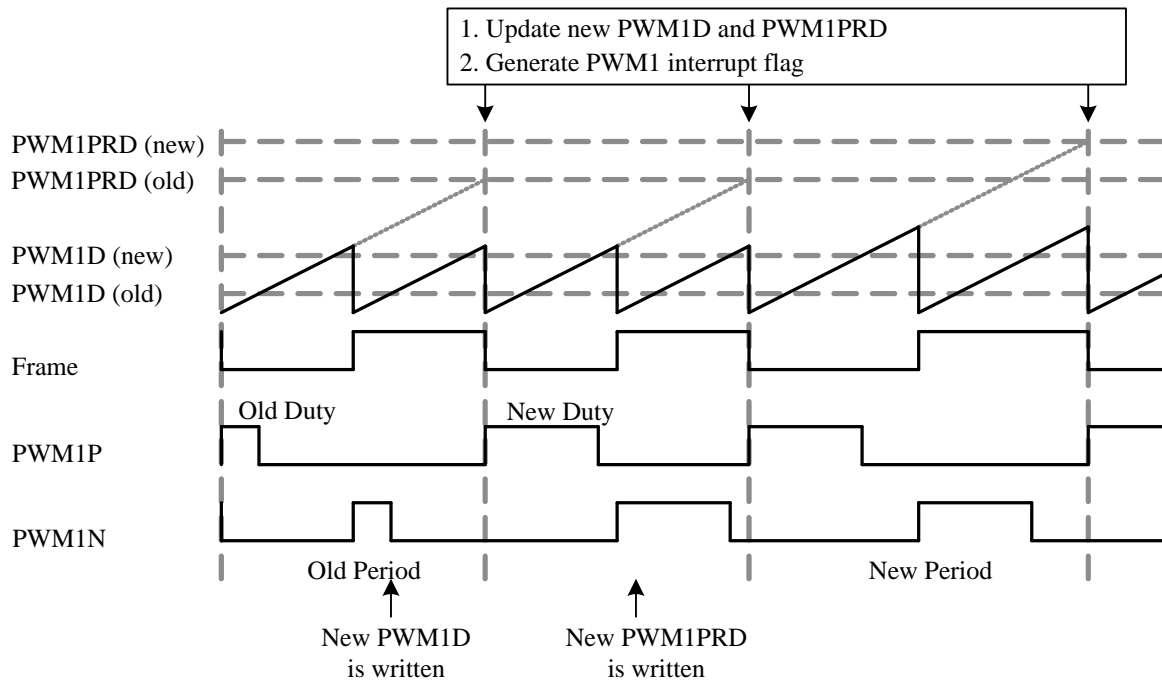 1. Update new PWM1D and PWM1PRD
2. Generate PWM1 interrupt flag
PWM1PRD (new)
PWM1PRD (old)
PWM1D (new)
PWM1D (old)
Frame
Old Duty
New Duty
PWM1P
PWM1N
Old Period
New Period
New PWM1D
is written
New PWM1PRD
is written